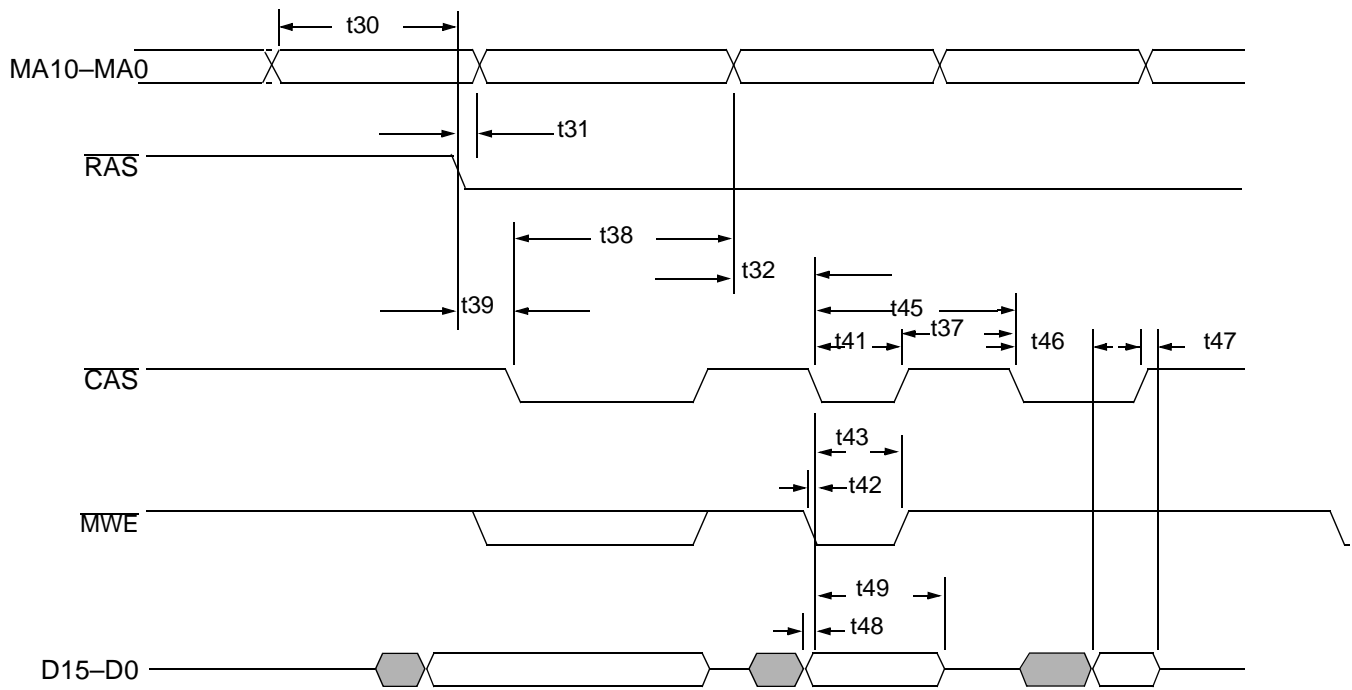 t30
MA10–MA0
t31
RAS
t38
t32
t39
t45
t37
t41
t46
t47
CAS
t43
t42
MWE
t49
t48
D15–D0